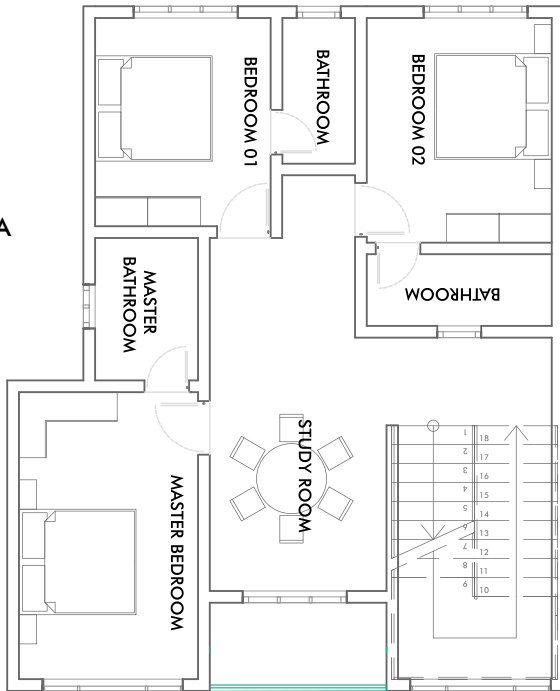 BEDROOM 01
BATHROOM
BEDROOM 02
A
MASTER
BATHROOM
BATHROOM
STUDY ROOM
MASTER BEDROOM
1
18
2
17
3
16
4
15
5
14
6
13
7
12
8
11
9
10